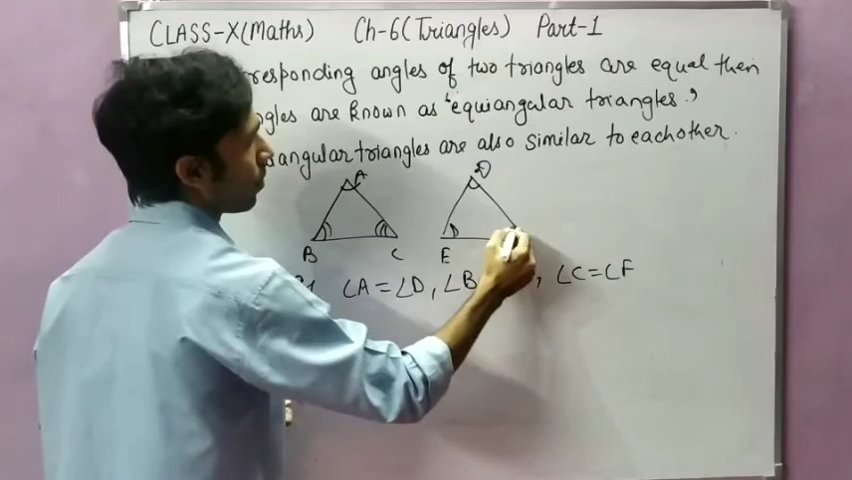 CLASS-X(Maths) Ch-6(Triangles) Part-1
responding angles of two triangles are equal then
ngles are known as "equiangular triangles."
angular triangles are also similar to eachother.
A D
B C E
∠A=∠D, ∠B , ∠C=∠F